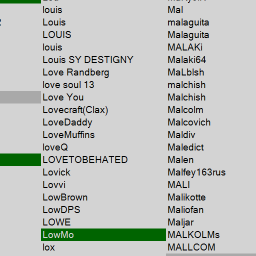 louis
Louis
LOUIS
louis
Louis SY DESTIGNY
Love Randberg
love soul 13
Love You
Lovecraft(Clax)
LoveDaddy
LoveMuffins
loveQ
LOVETOBEHATED
Lovick
Lovvi
LowBrown
LowDPS
LOWE
LowMo
lox
Mal
malaguita
Malaguita
MALAKi
Malaki64
MaLblsh
malchish
Malchish
Malcolm
Malcovich
Maldiv
Maledict
Malen
Malfey163rus
MALI
Malikotte
Maliofan
Maljar
MALKOLMs
MALLCOM